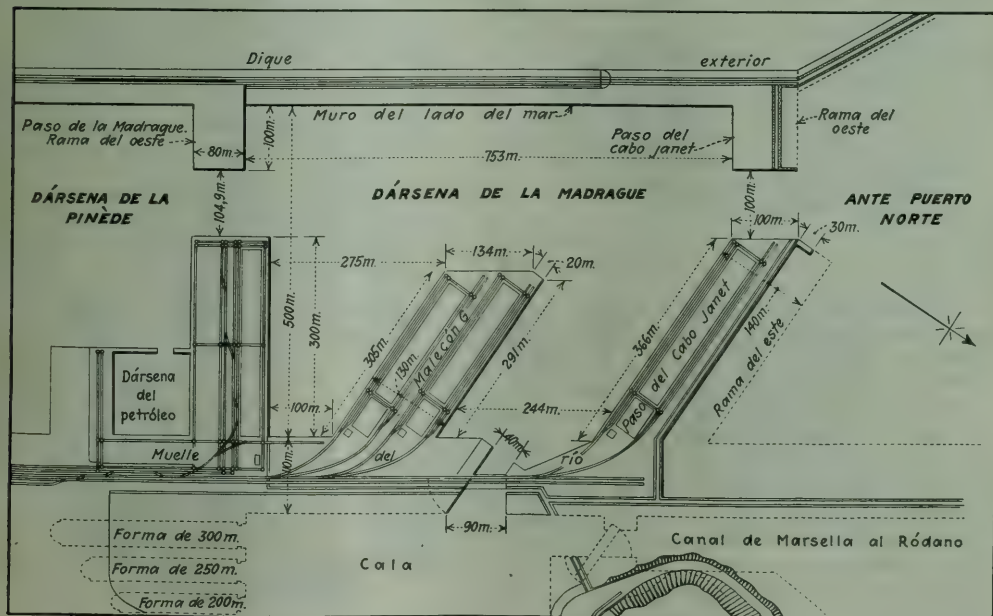 Dique exterior
Muro del lado del mar
Paso de la Madrague.
Rama del oeste
80m.
100m.
753m.
Paso del
cabo Janet
Rama del
oeste
DÁRSENA DE LA
PINÈDE
104,9m.
DÁRSENA DE LA MADRAGUE
100m.
ANTE PUERTO
NORTE
100m.
30m.
275m.
134m.
20m.
500m.
300m.
305m.
130m.
Malecón G
291m.
366m.
Paso del Cabo Janet
140m.
Rama del este
Dársena
del
petróleo
100m.
244m.
40m.
Muelle del río
90m.
Forma de 300m.
Forma de 250m.
Forma de 200m.
Cala
Canal de Marsella al Ródano